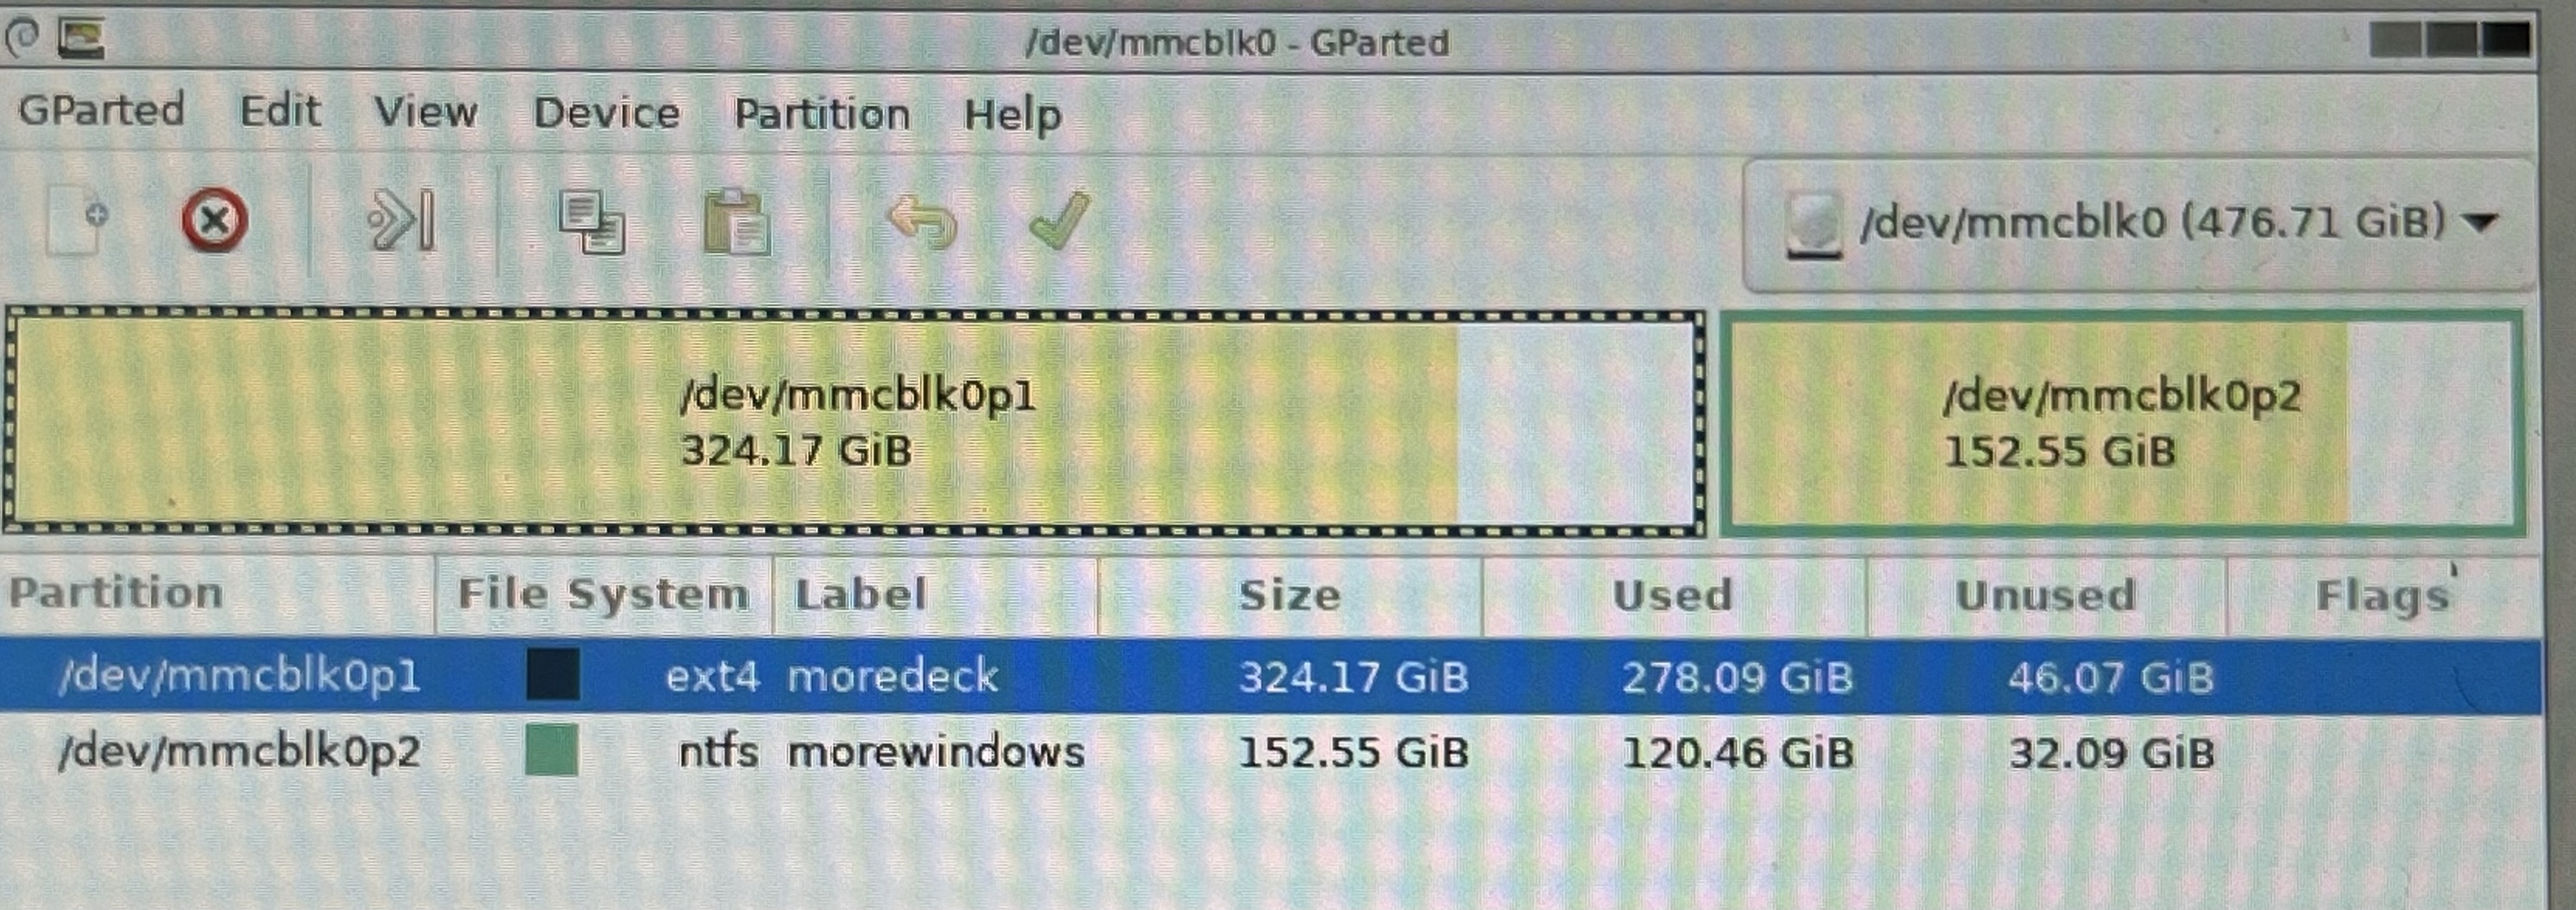 /dev/mmcblk0 - GParted
GParted Edit View Device Partition Help
/dev/mmcblk0 (476.71 GiB)
/dev/mmcblk0p1
324.17 GiB
/dev/mmcblk0p2
152.55 GiB
Partition File System Label Size Used Unused Flags
/dev/mmcblk0p1 ext4 moredeck 324.17 GiB 278.09 GiB 46.07 GiB
/dev/mmcblk0p2 ntfs morewindows 152.55 GiB 120.46 GiB 32.09 GiB